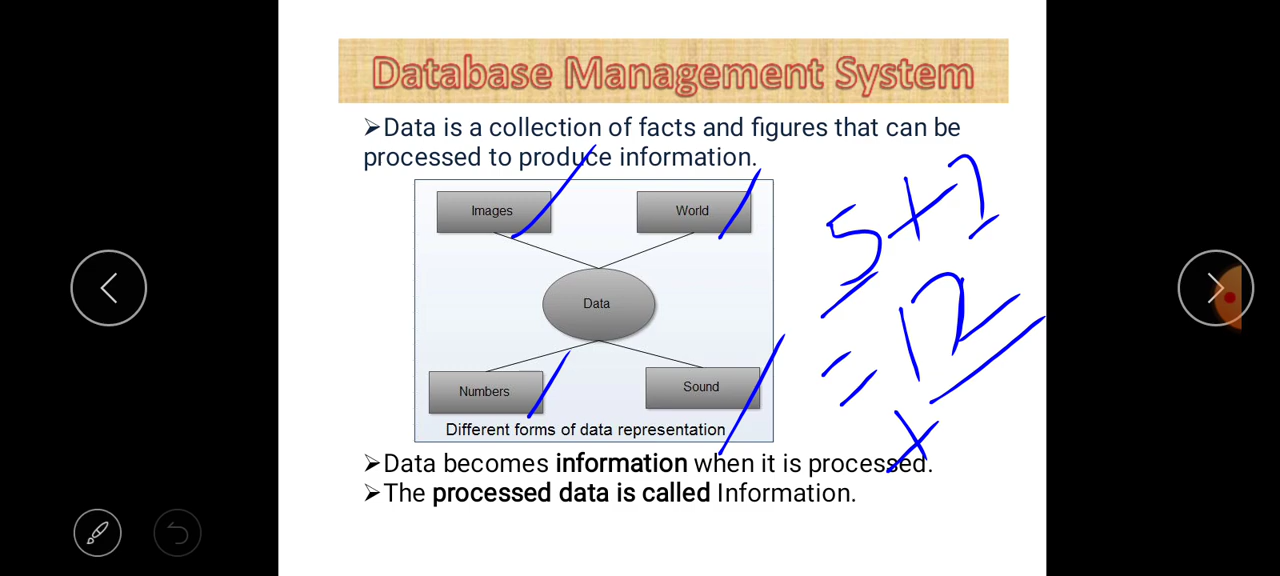 Database Management System
➢Data is a collection of facts and figures that can be
processed to produce information.
Images
World
Data
Numbers
Sound
Different forms of data representation
5+7
=12
➢Data becomes information when it is processed.
➢The processed data is called Information.